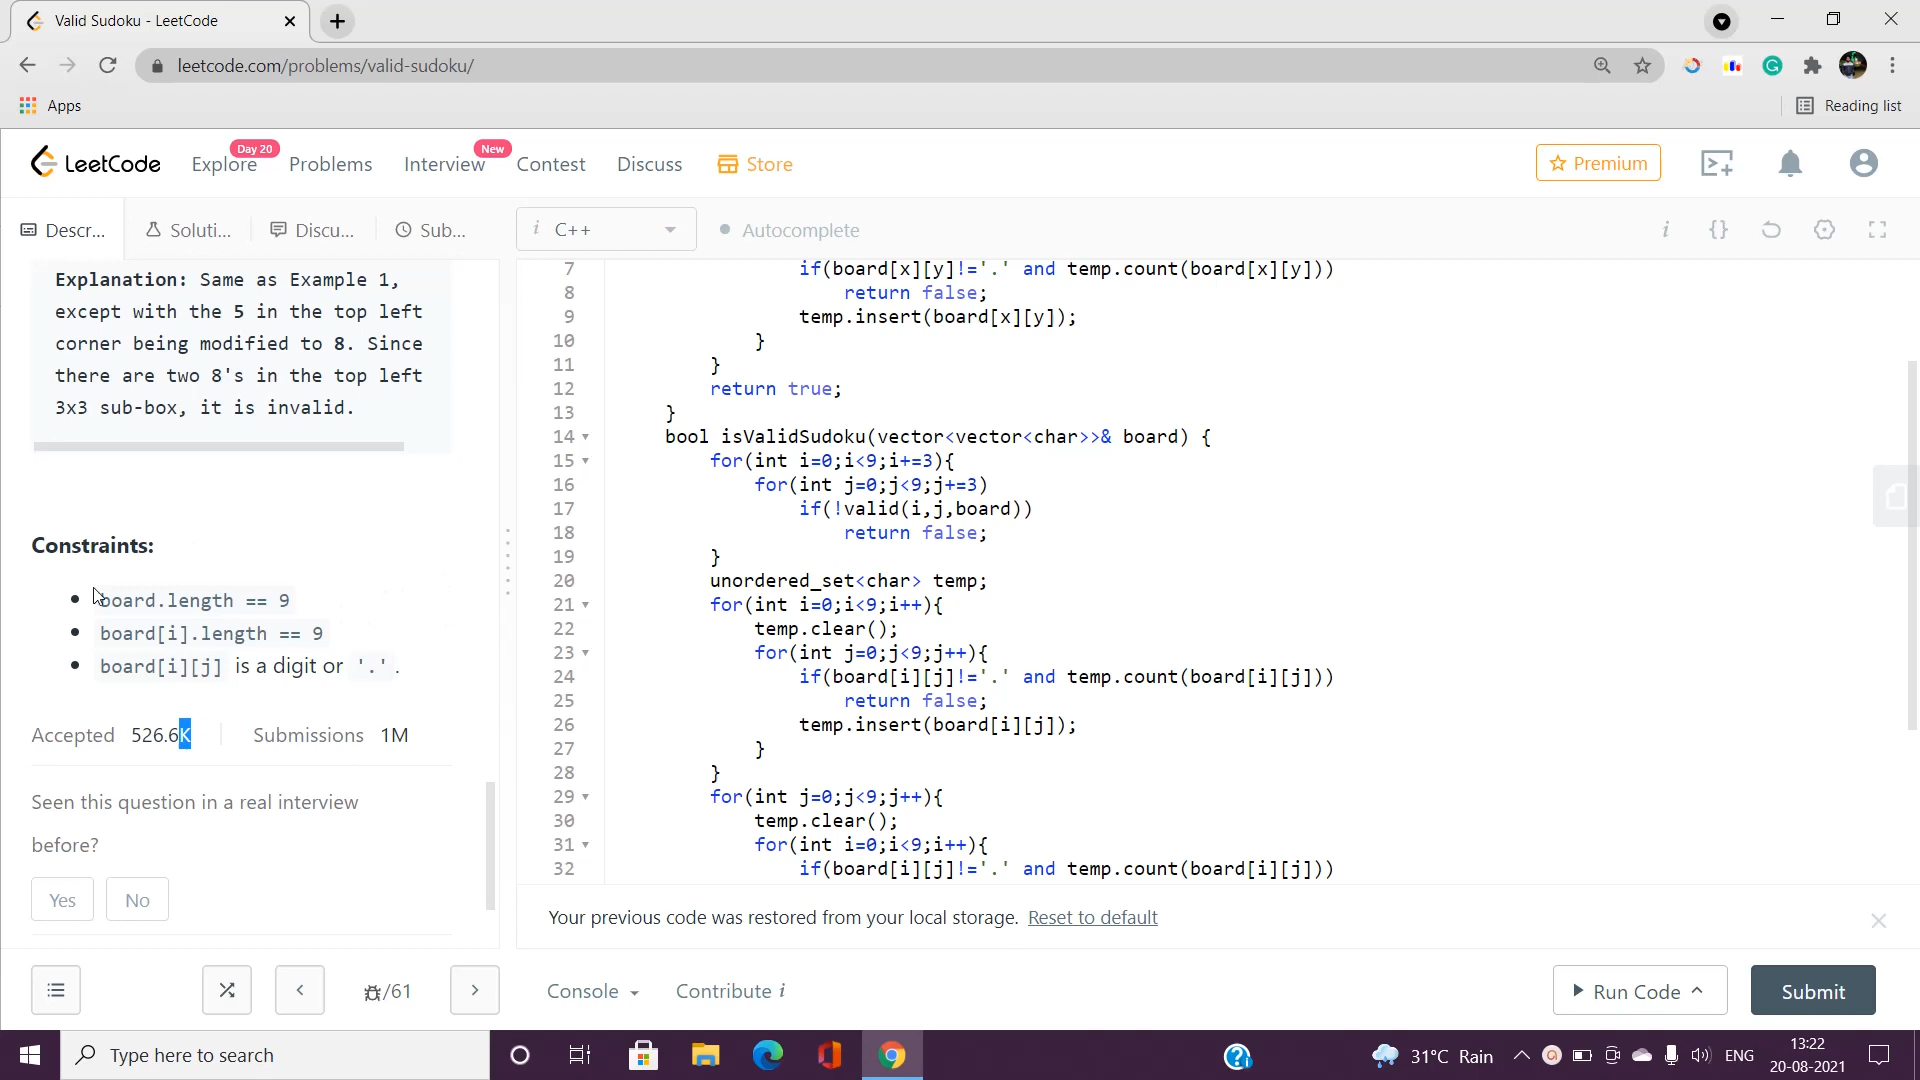 Valid Sudoku - LeetCode
leetcode.com/problems/valid-sudoku/
Apps
Reading list
LeetCode
Explore
Day 20
Problems
Interview
New
Contest
Discuss
Store
Premium
Descr...
Soluti...
Discu...
Sub...
i C++
Autocomplete
Explanation: Same as Example 1,
except with the 5 in the top left
corner being modified to 8. Since
there are two 8's in the top left
3x3 sub-box, it is invalid.
Constraints:
board.length == 9
board[i].length == 9
board[i][j] is a digit or '.'.
Accepted 526.6K
Submissions 1M
Seen this question in a real interview
before?
Yes
No
7 if(board[x][y]!='.' and temp.count(board[x][y]))
8 return false;
9 temp.insert(board[x][y]);
10 }
11 }
12 return true;
13 }
14 bool isValidSudoku(vector<vector<char>>& board) {
15 for(int i=0;i<9;i+=3){
16 for(int j=0;j<9;j+=3)
17 if(!valid(i,j,board))
18 return false;
19 }
20 unordered_set<char> temp;
21 for(int i=0;i<9;i++){
22 temp.clear();
23 for(int j=0;j<9;j++){
24 if(board[i][j]!='.' and temp.count(board[i][j]))
25 return false;
26 temp.insert(board[i][j]);
27 }
28 }
29 for(int j=0;j<9;j++){
30 temp.clear();
31 for(int i=0;i<9;i++){
32 if(board[i][j]!='.' and temp.count(board[i][j]))
Your previous code was restored from your local storage. Reset to default
/61
Console
Contribute i
Run Code
Submit
Type here to search
31°C Rain
ENG
13:22
20-08-2021